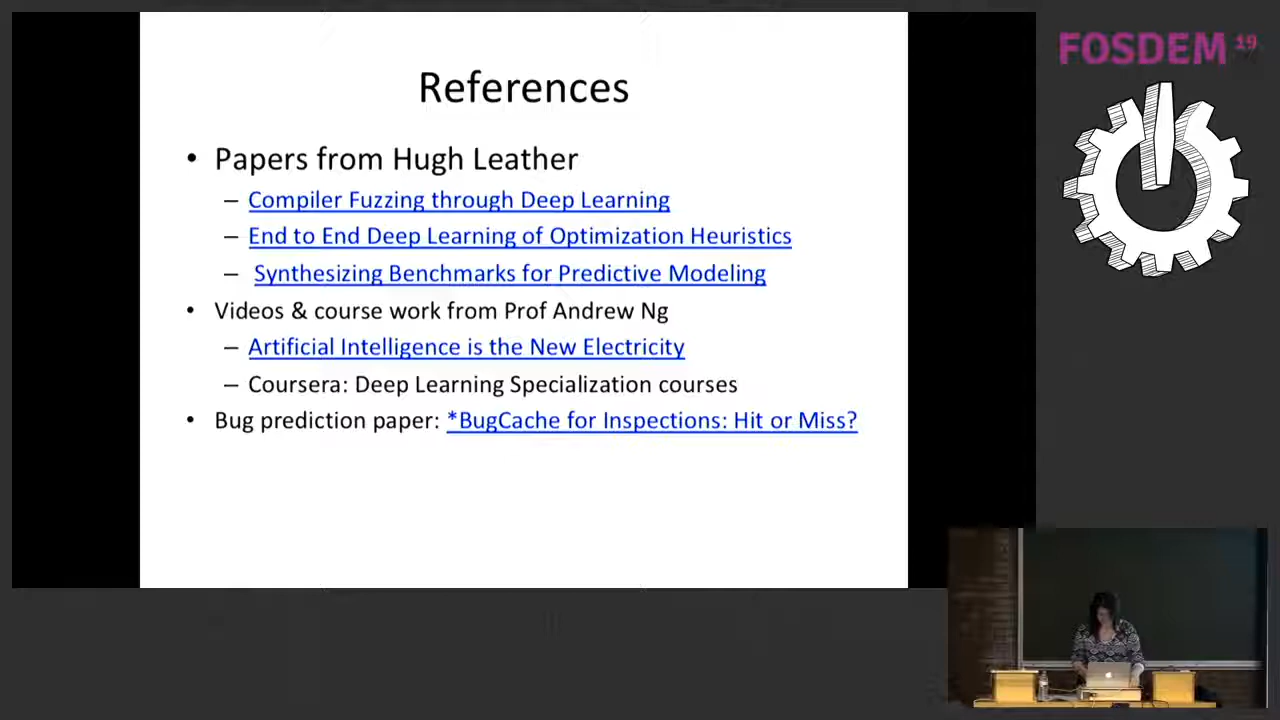 References
• Papers from Hugh Leather
– Compiler Fuzzing through Deep Learning
– End to End Deep Learning of Optimization Heuristics
– Synthesizing Benchmarks for Predictive Modeling
• Videos & course work from Prof Andrew Ng
– Artificial Intelligence is the New Electricity
– Coursera: Deep Learning Specialization courses
• Bug prediction paper: *BugCache for Inspections: Hit or Miss?
FOSDEM 19